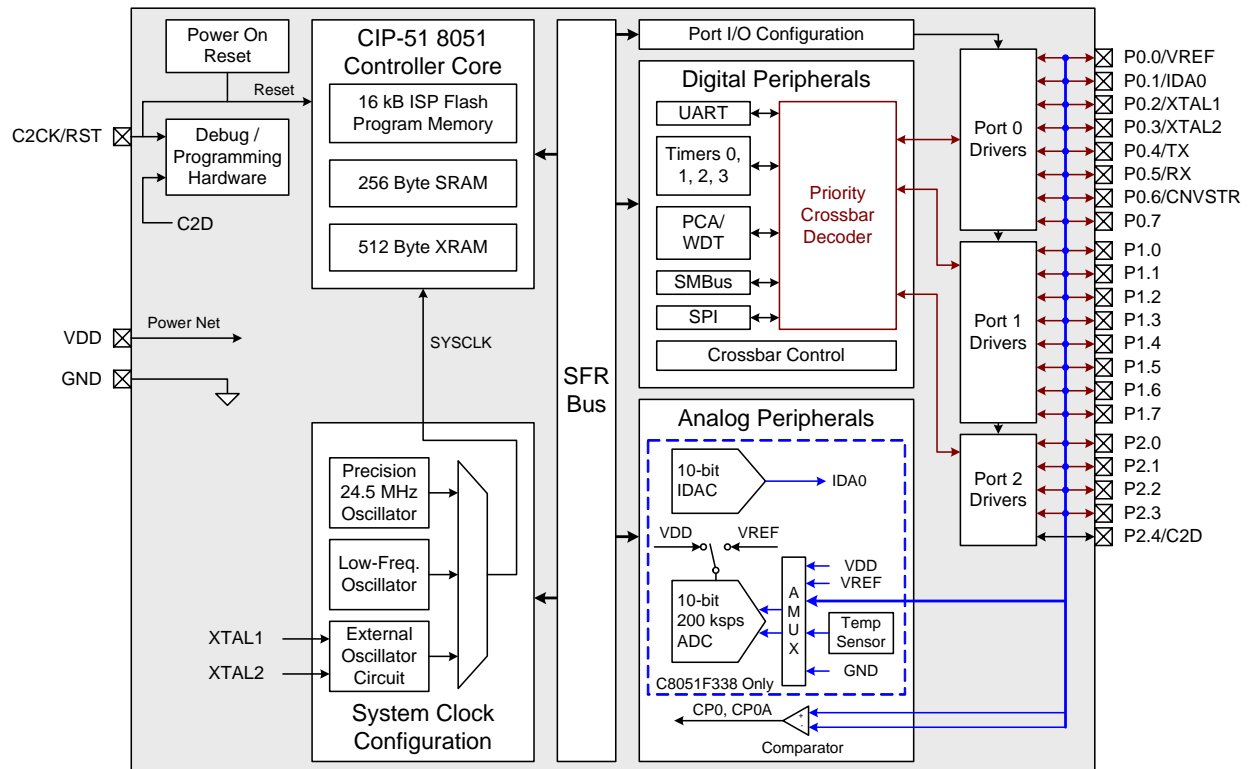 Power On
Reset
Reset
C2CK/RST
Debug /
Programming
Hardware
C2D
VDD
Power Net
GND
CIP-51 8051
Controller Core
16 kB ISP Flash
Program Memory
256 Byte SRAM
512 Byte XRAM
SYSCLK
Precision
24.5 MHz
Oscillator
Low-Freq.
Oscillator
XTAL1
XTAL2
External
Oscillator
Circuit
System Clock
Configuration
SFR
Bus
Port I/O Configuration
Digital Peripherals
UART
Timers 0,
1, 2, 3
PCA/
WDT
SMBus
SPI
Priority
Crossbar
Decoder
Crossbar Control
Analog Peripherals
10-bit
IDAC
IDA0
VDD
VREF
10-bit
200 ksps
ADC
A
M
U
X
VDD
VREF
Temp
Sensor
GND
C8051F338 Only
CP0, CP0A
+
-
Comparator
Port 0
Drivers
Port 1
Drivers
Port 2
Drivers
P0.0/VREF
P0.1/IDA0
P0.2/XTAL1
P0.3/XTAL2
P0.4/TX
P0.5/RX
P0.6/CNVSTR
P0.7
P1.0
P1.1
P1.2
P1.3
P1.4
P1.5
P1.6
P1.7
P2.0
P2.1
P2.2
P2.3
P2.4/C2D